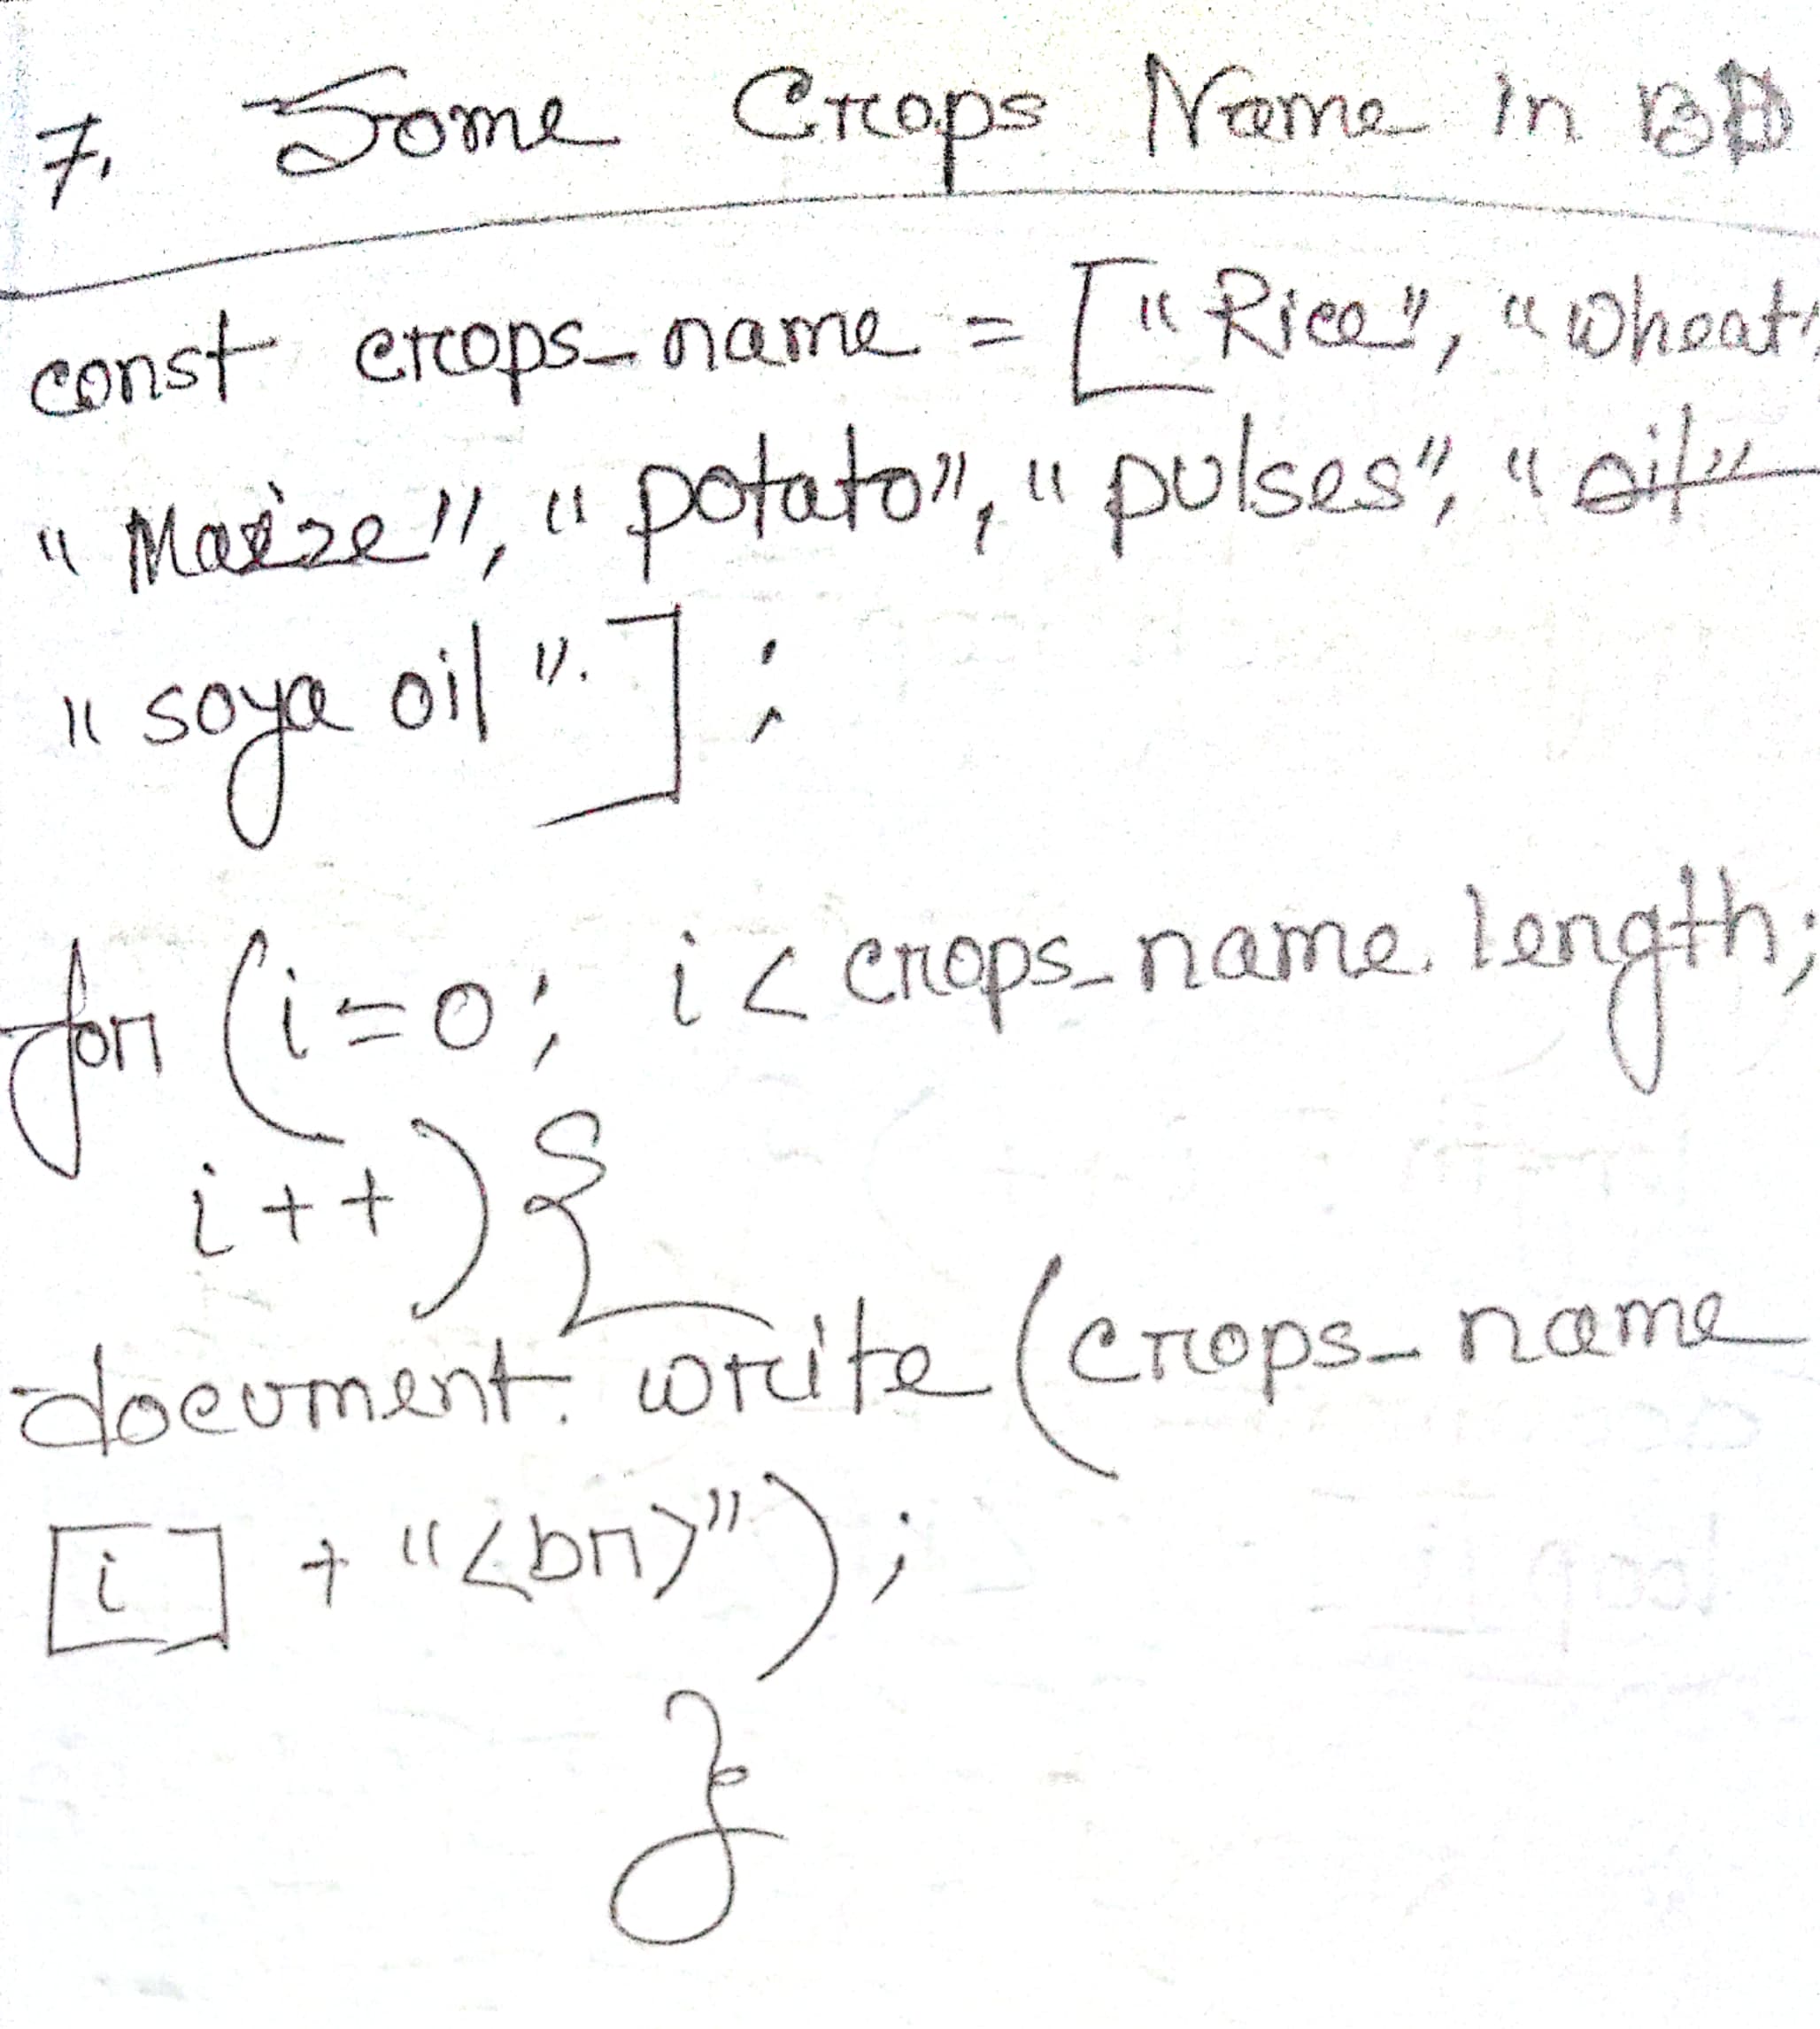 7. Some Crops Name in BD
const crops_name = ["Rice", "wheat"
"Maize", "potato", "pulses", "oil"
"soya oil".];
for (i=0; i < crops_name.length;
i++) {
document.write(crops_name
[i] + "<br>");
}